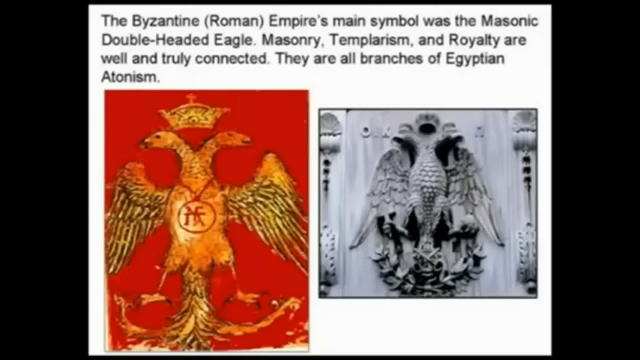 The Byzantine (Roman) Empire's main symbol was the Masonic
Double-Headed Eagle. Masonry, Templarism, and Royalty are
well and truly connected. They are all branches of Egyptian
Atonism.